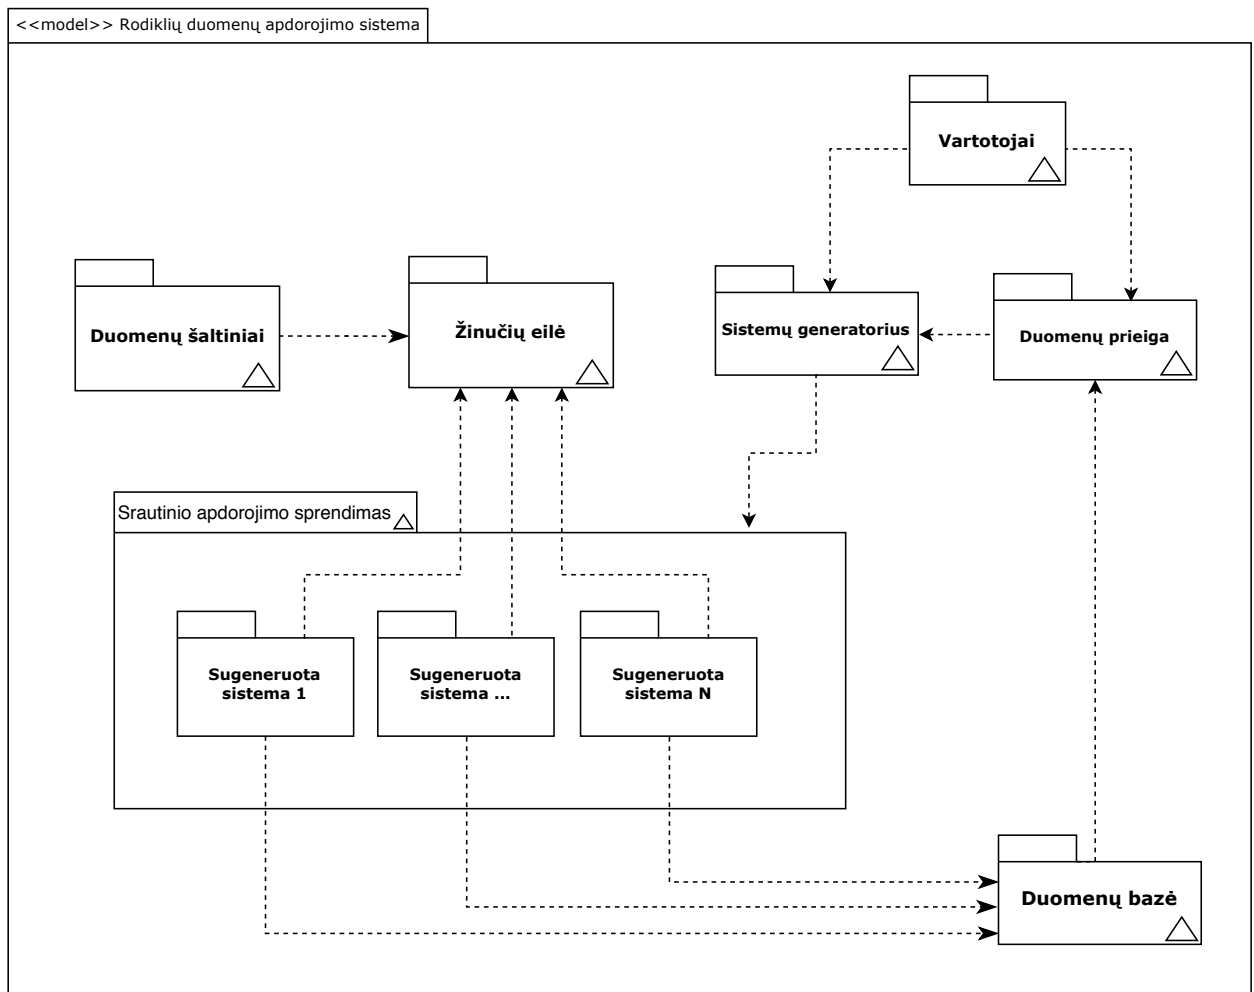 <<model>> Rodiklių duomenų apdorojimo sistema
Vartotojai
Duomenų šaltiniai
Žinučių eilė
Sistemų generatorius
Duomenų prieiga
Srautinio apdorojimo sprendimas
Sugeneruota
sistema 1
Sugeneruota
sistema ...
Sugeneruota
sistema N
Duomenų bazė